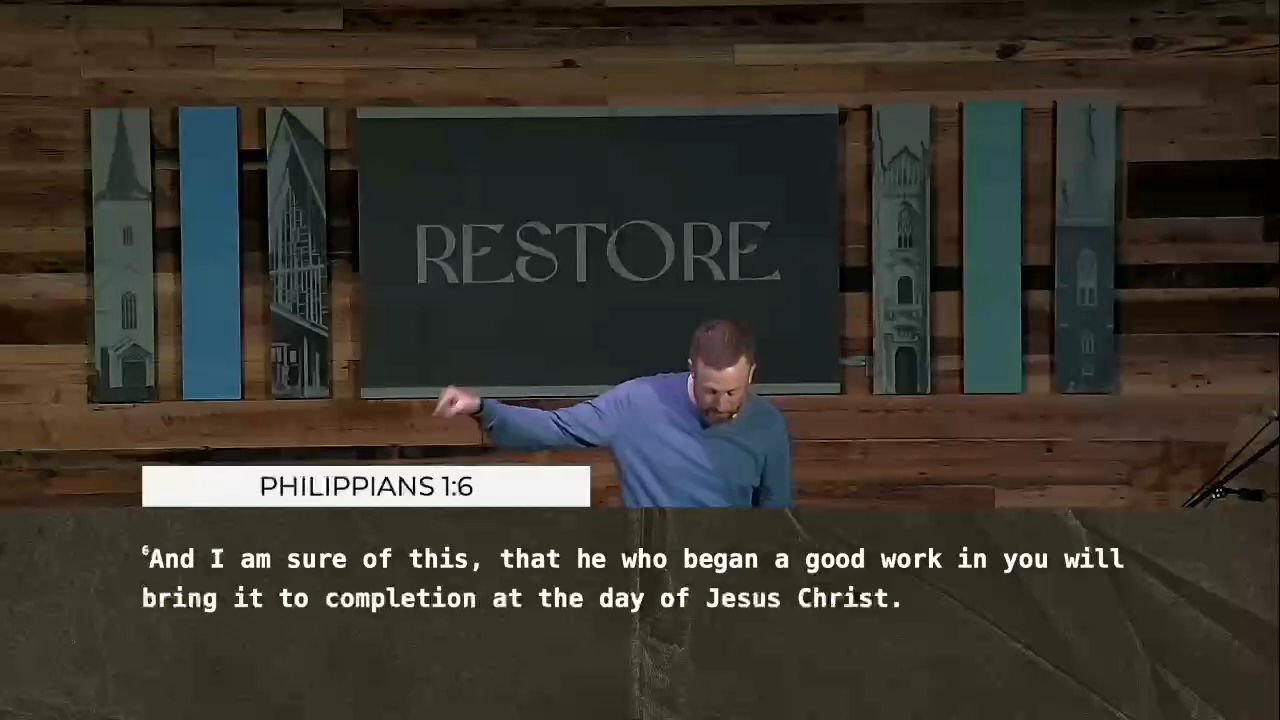 RESTORE
PHILIPPIANS 1:6
⁶And I am sure of this, that he who began a good work in you will
bring it to completion at the day of Jesus Christ.